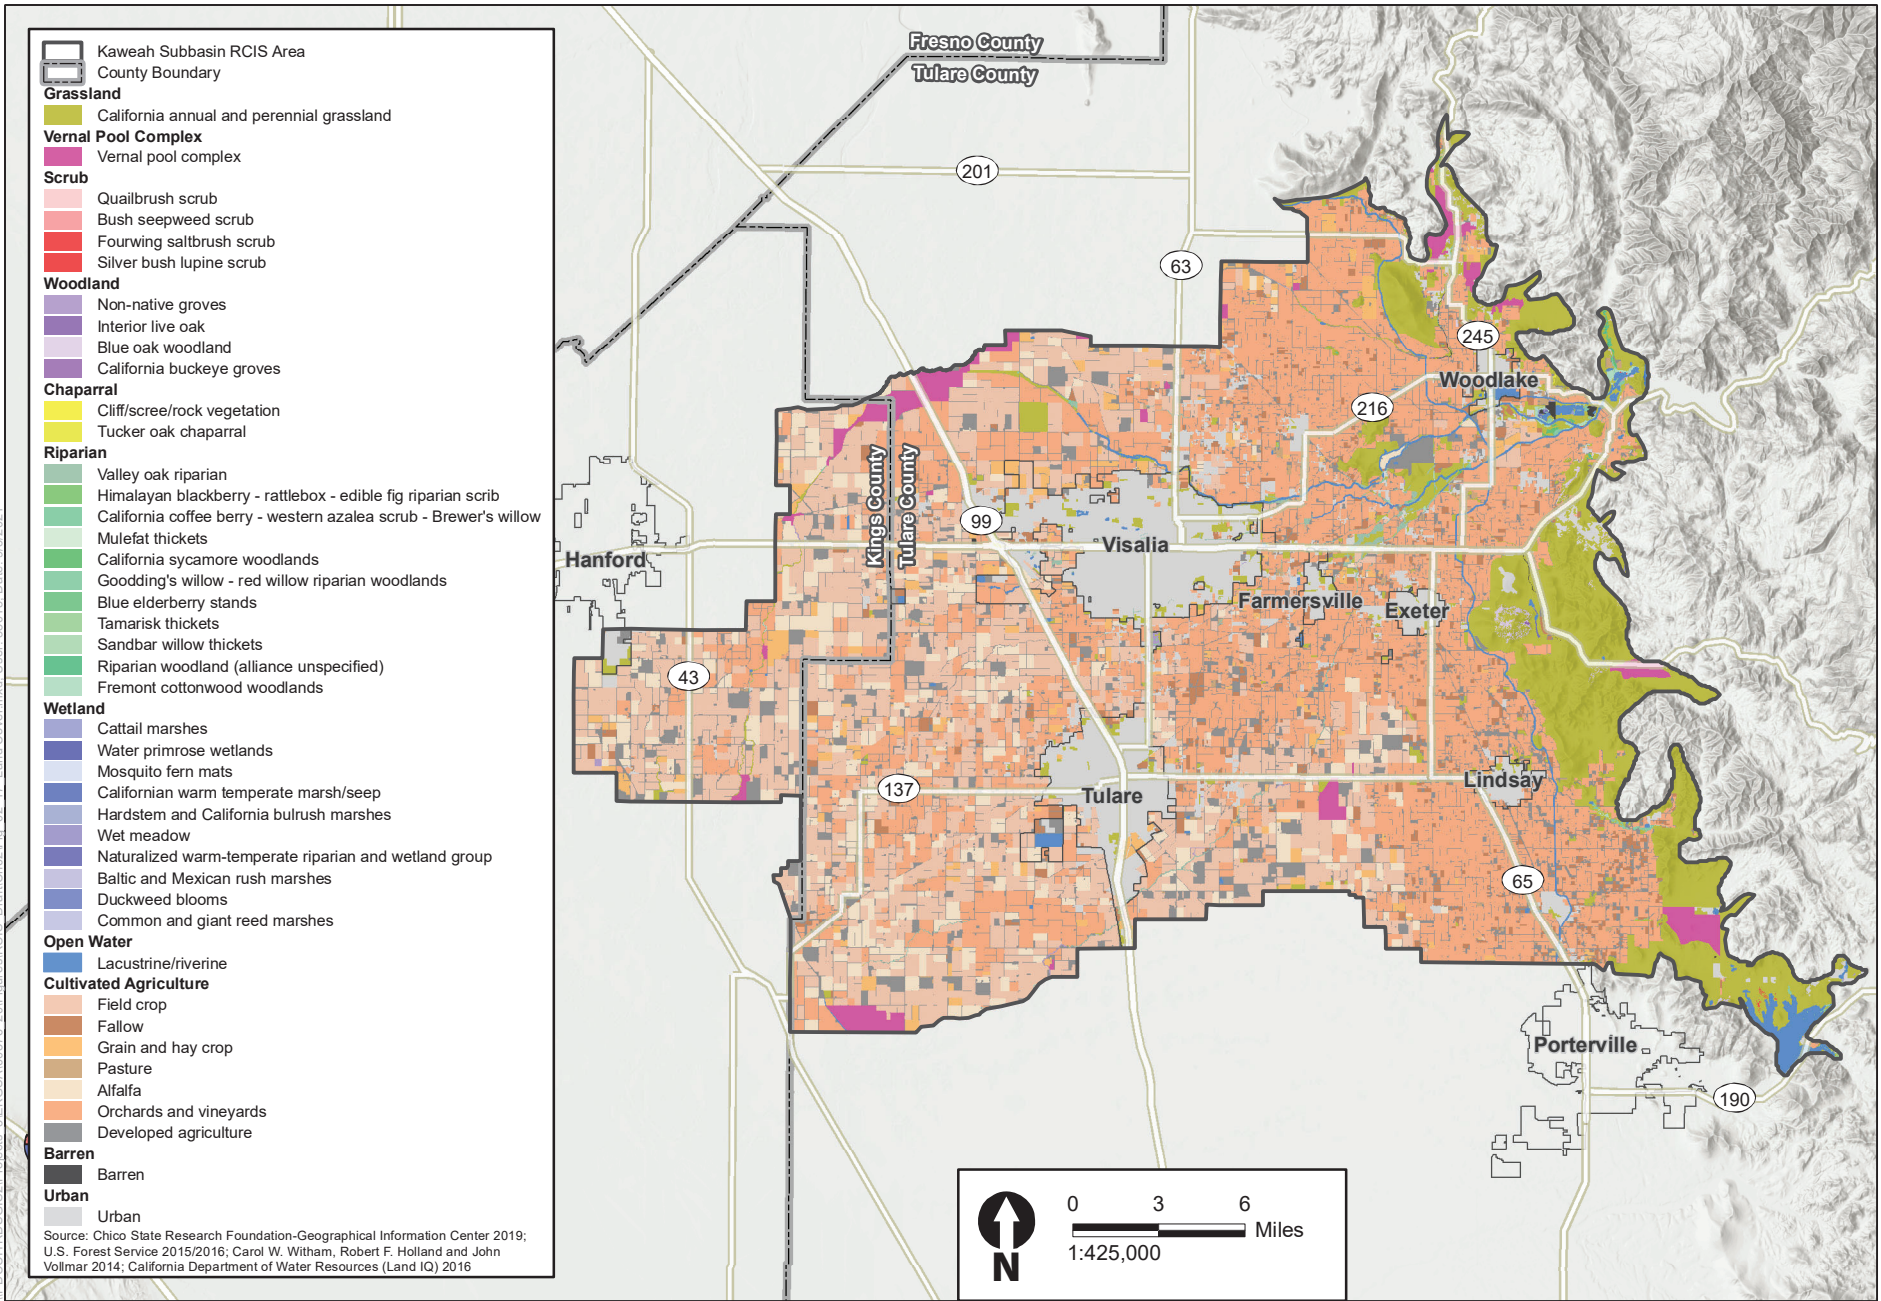 Kaweah Subbasin RCIS Area
County Boundary
Grassland
California annual and perennial grassland
Vernal Pool Complex
Vernal pool complex
Scrub
Quailbrush scrub
Bush seepweed scrub
Fourwing saltbrush scrub
Silver bush lupine scrub
Woodland
Non-native groves
Interior live oak
Blue oak woodland
California buckeye groves
Chaparral
Cliff/scree/rock vegetation
Tucker oak chaparral
Riparian
Valley oak riparian
Himalayan blackberry - rattlebox - edible fig riparian scrib
California coffee berry - western azalea scrub - Brewer's willow
Mulefat thickets
California sycamore woodlands
Goodding's willow - red willow riparian woodlands
Blue elderberry stands
Tamarisk thickets
Sandbar willow thickets
Riparian woodland (alliance unspecified)
Fremont cottonwood woodlands
Wetland
Cattail marshes
Water primrose wetlands
Mosquito fern mats
Californian warm temperate marsh/seep
Hardstem and California bulrush marshes
Wet meadow
Naturalized warm-temperate riparian and wetland group
Baltic and Mexican rush marshes
Duckweed blooms
Common and giant reed marshes
Open Water
Lacustrine/riverine
Cultivated Agriculture
Field crop
Fallow
Grain and hay crop
Pasture
Alfalfa
Orchards and vineyards
Developed agriculture
Barren
Barren
Urban
Urban
Source: Chico State Research Foundation-Geographical Information Center 2019;
U.S. Forest Service 2015/2016; Carol W. Witham, Robert F. Holland and John
Vollmar 2014; California Department of Water Resources (Land IQ) 2016
Fresno County
Tulare County
201
63
245
Woodlake
216
Kings County
Tulare County
99
Hanford
Visalia
Farmersville
Exeter
43
137
Tulare
Lindsay
65
Porterville
190
N
0 3 6
Miles
1:425,000